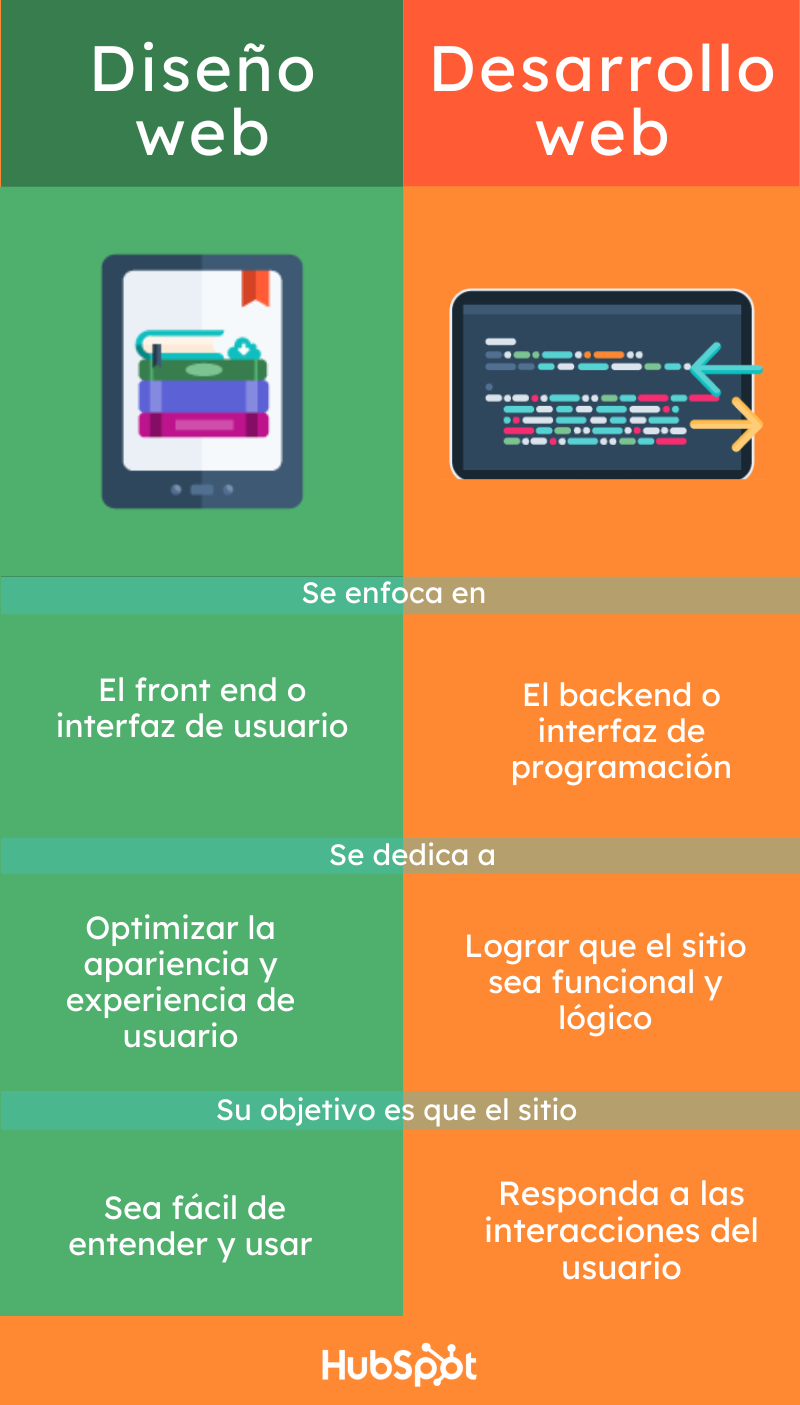 Diseño
web
Desarrollo
web
Se enfoca en
El front end o
interfaz de usuario
El backend o
interfaz de
programación
Se dedica a
Optimizar la
apariencia y
experiencia de
usuario
Lograr que el sitio
sea funcional y
lógico
Su objetivo es que el sitio
Sea fácil de
entender y usar
Responda a las
interacciones del
usuario
HubSpot